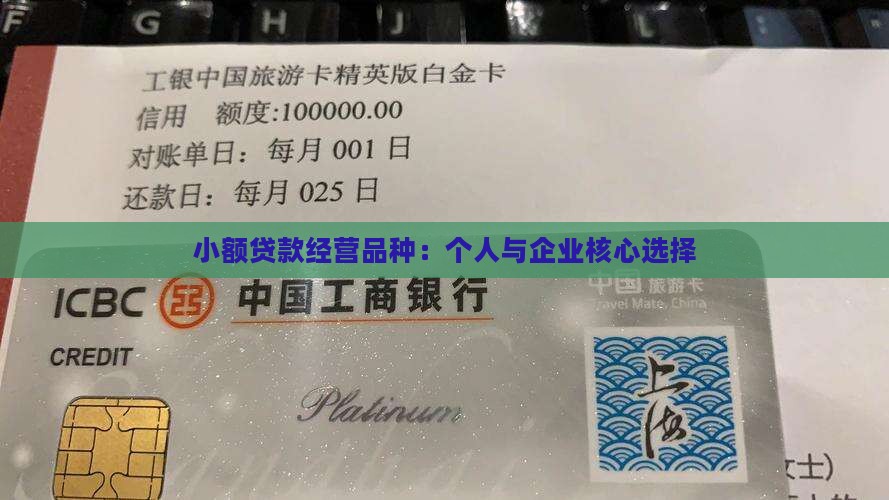 F G H J
工银中国旅游卡精英版白金卡
信用 额度:100000.00
对账单日：每月 001 日
还款日：每月 025 日
小额贷款经营品种：个人与企业核心选择
ICBC 中国工商银行
中国旅游卡
Travel Mate, China
CREDIT
Platinum
上海
女士)